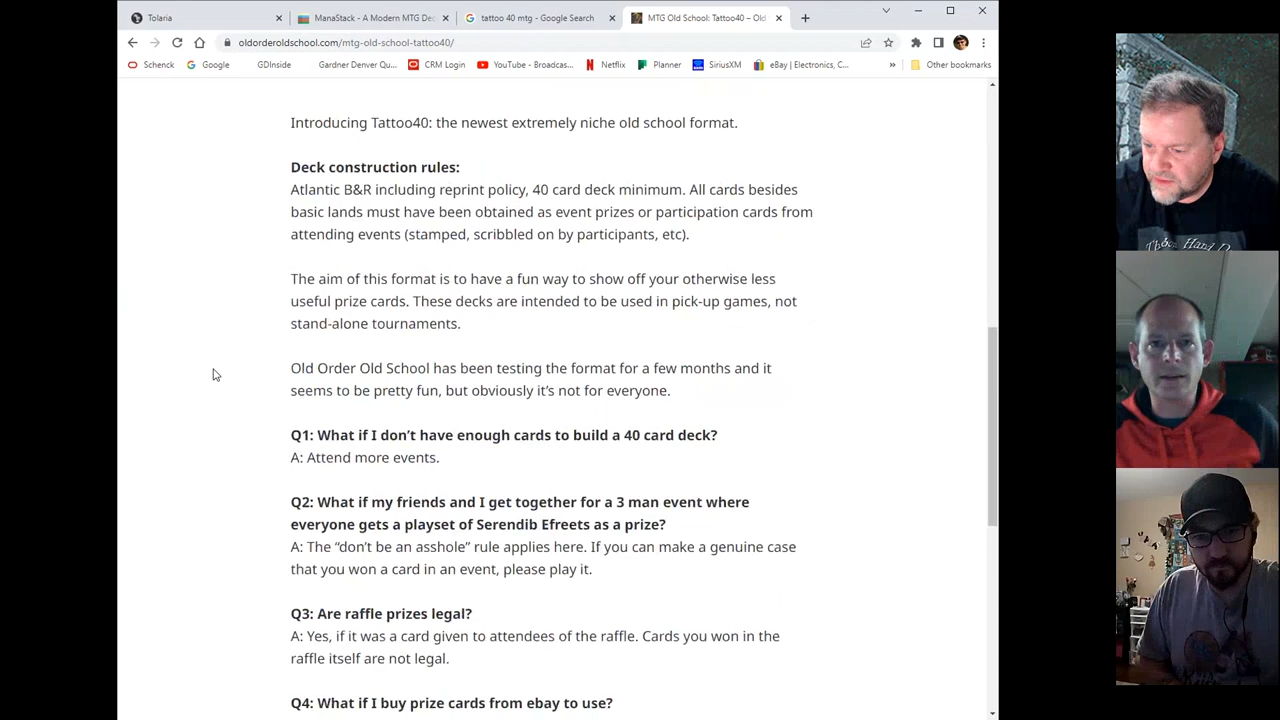 Tolaria
ManaStack - A Modern MTG De
tattoo 40 mtg - Google Search
MTG Old School: Tattoo40 – Old
oldorderoldschool.com/mtg-old-school-tattoo40/
Schenck
Google
GDInside
Gardner Denver Qu...
CRM Login
YouTube - Broadcas...
Netflix
Planner
SiriusXM
eBay | Electronics, C...
»
Other bookmarks
Introducing Tattoo40: the newest extremely niche old school format.
Deck construction rules:
Atlantic B&R including reprint policy, 40 card deck minimum. All cards besides
basic lands must have been obtained as event prizes or participation cards from
attending events (stamped, scribbled on by participants, etc).
The aim of this format is to have a fun way to show off your otherwise less
useful prize cards. These decks are intended to be used in pick-up games, not
stand-alone tournaments.
Old Order Old School has been testing the format for a few months and it
seems to be pretty fun, but obviously it's not for everyone.
Q1: What if I don't have enough cards to build a 40 card deck?
A: Attend more events.
Q2: What if my friends and I get together for a 3 man event where
everyone gets a playset of Serendib Efreets as a prize?
A: The “don't be an asshole” rule applies here. If you can make a genuine case
that you won a card in an event, please play it.
Q3: Are raffle prizes legal?
A: Yes, if it was a card given to attendees of the raffle. Cards you won in the
raffle itself are not legal.
Q4: What if I buy prize cards from ebay to use?